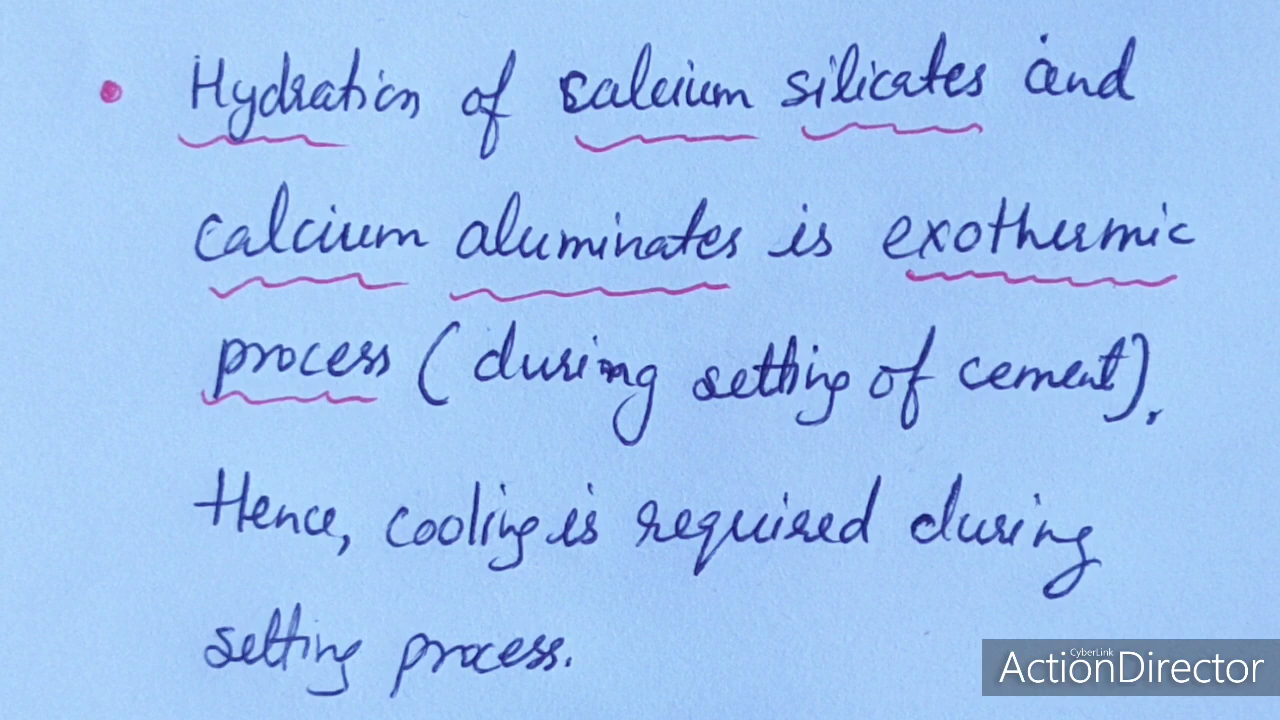 • Hydration of calcium silicates and
calcium aluminates is exothermic
process (during setting of cement).
Hence, cooling is required during
setting process.
CyberLink
ActionDirector